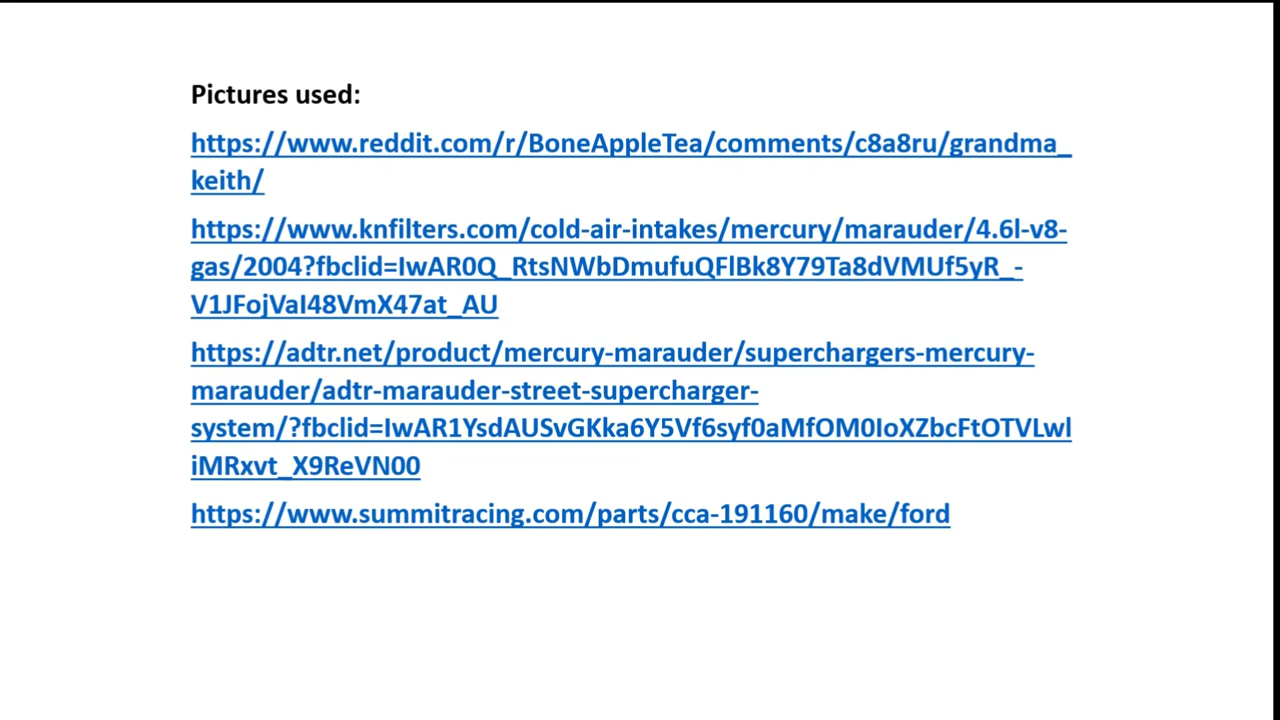 Pictures used:
https://www.reddit.com/r/BoneAppleTea/comments/c8a8ru/grandma_
keith/
https://www.knfilters.com/cold-air-intakes/mercury/marauder/4.6l-v8-
gas/2004?fbclid=IwAR0Q_RtsNWbDmufuQFlBk8Y79Ta8dVMUf5yR_-
V1JFojVaI48VmX47at_AU
https://adtr.net/product/mercury-marauder/superchargers-mercury-
marauder/adtr-marauder-street-supercharger-
system/?fbclid=IwAR1YsdAUSvGKka6Y5Vf6syf0aMfOM0IoXZbcFtOTVLwl
iMRxvt_X9ReVN00
https://www.summitracing.com/parts/cca-191160/make/ford